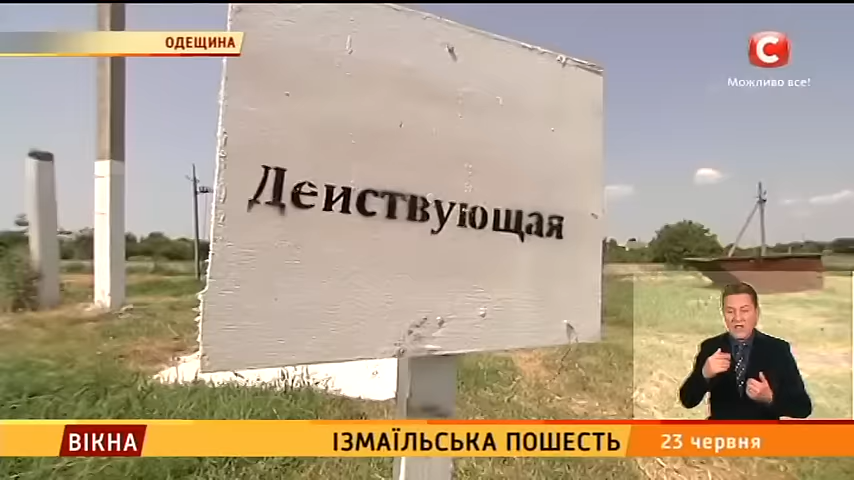 ОДЕЩИНА
С
Можливо все!
Деиствующая
ВІКНА
ІЗМАЇЛЬСЬКА ПОШЕСТЬ
23 червня